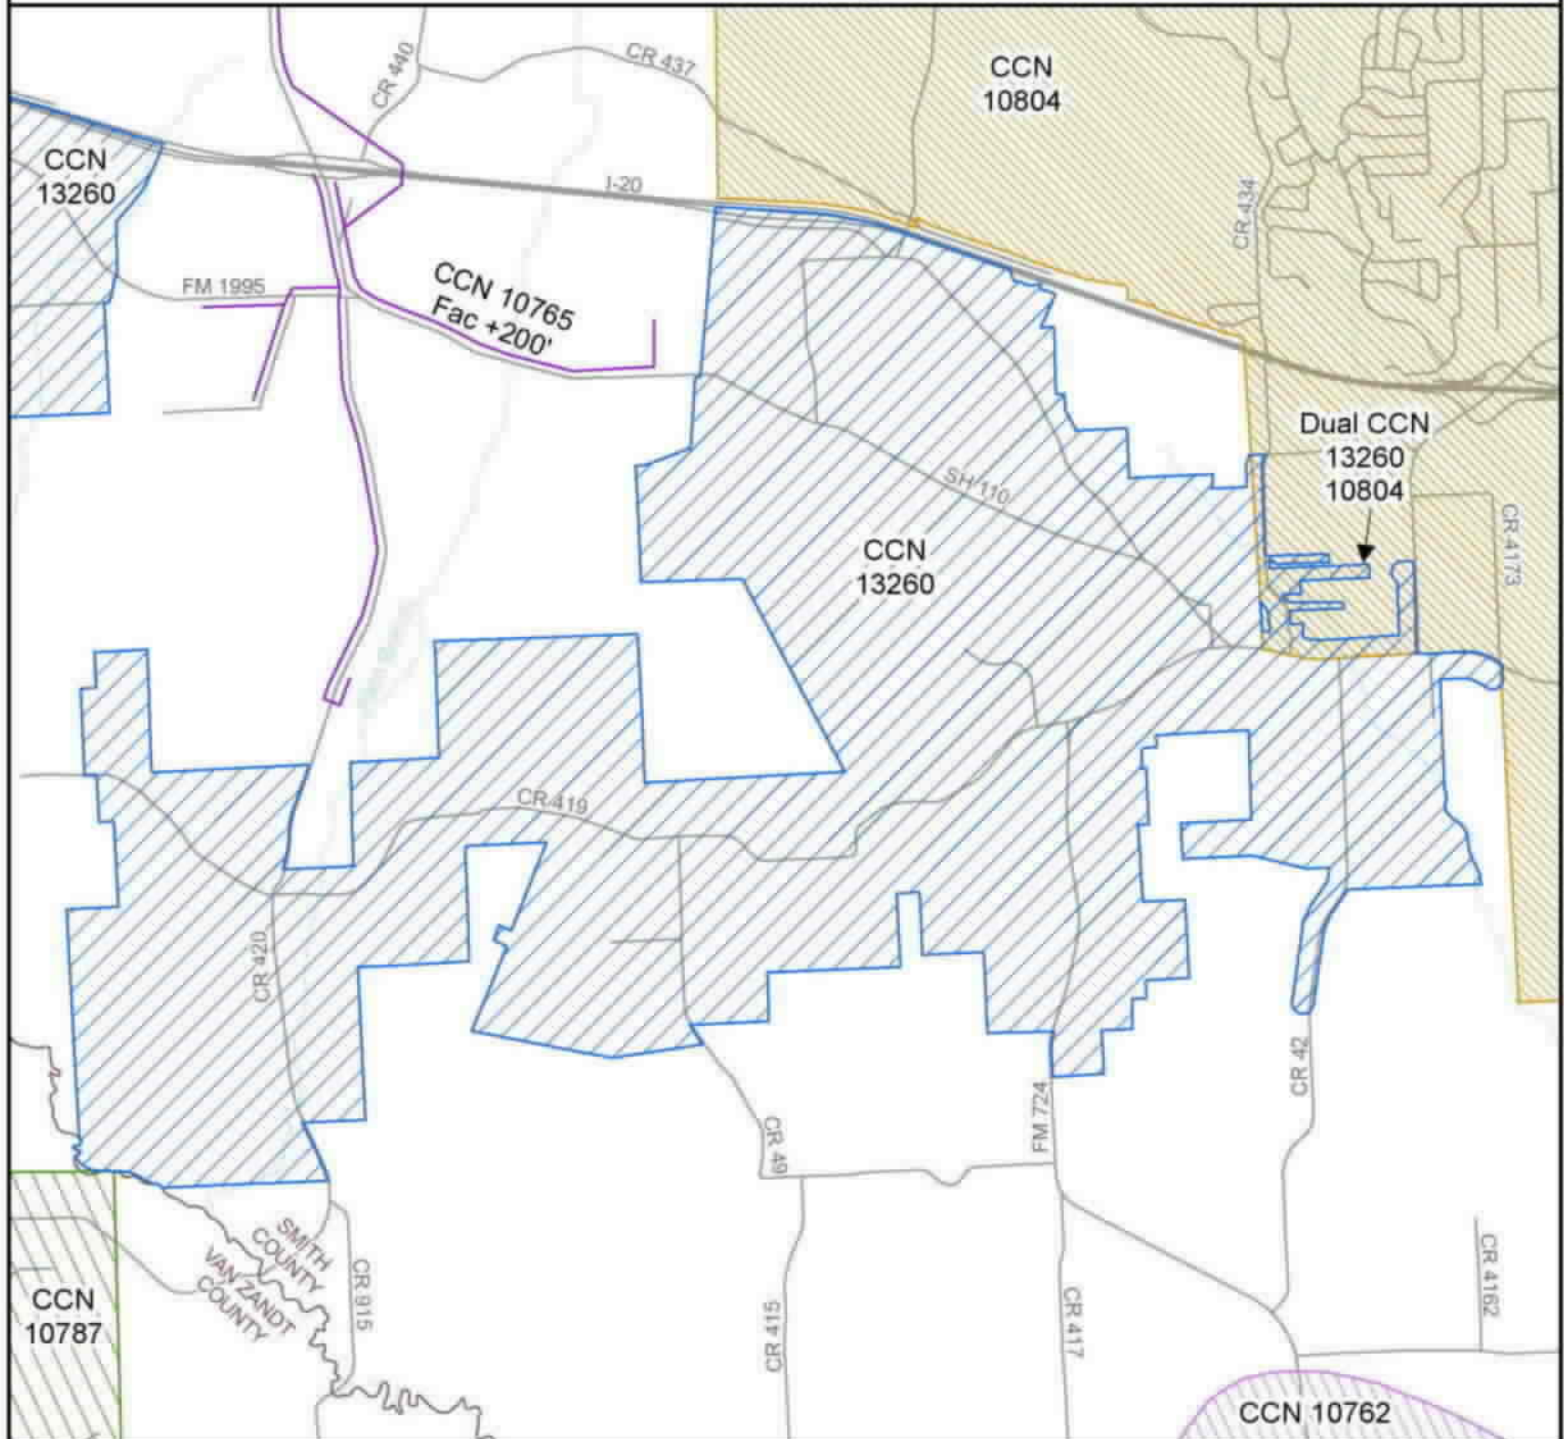 CR 440
CR 437
CCN
10804
CCN
13260
I-20
CR 434
FM 1995
CCN 10765
Fac +200'
Dual CCN
13260
10804
SH 110
CR 4173
CCN
13260
CR 419
CR 420
CR 42
FM 724
CR 49
SMITH
COUNTY
VAN ZANDT
COUNTY
CR 915
CCN
10787
CR 415
CR 417
CR 4162
CCN 10762